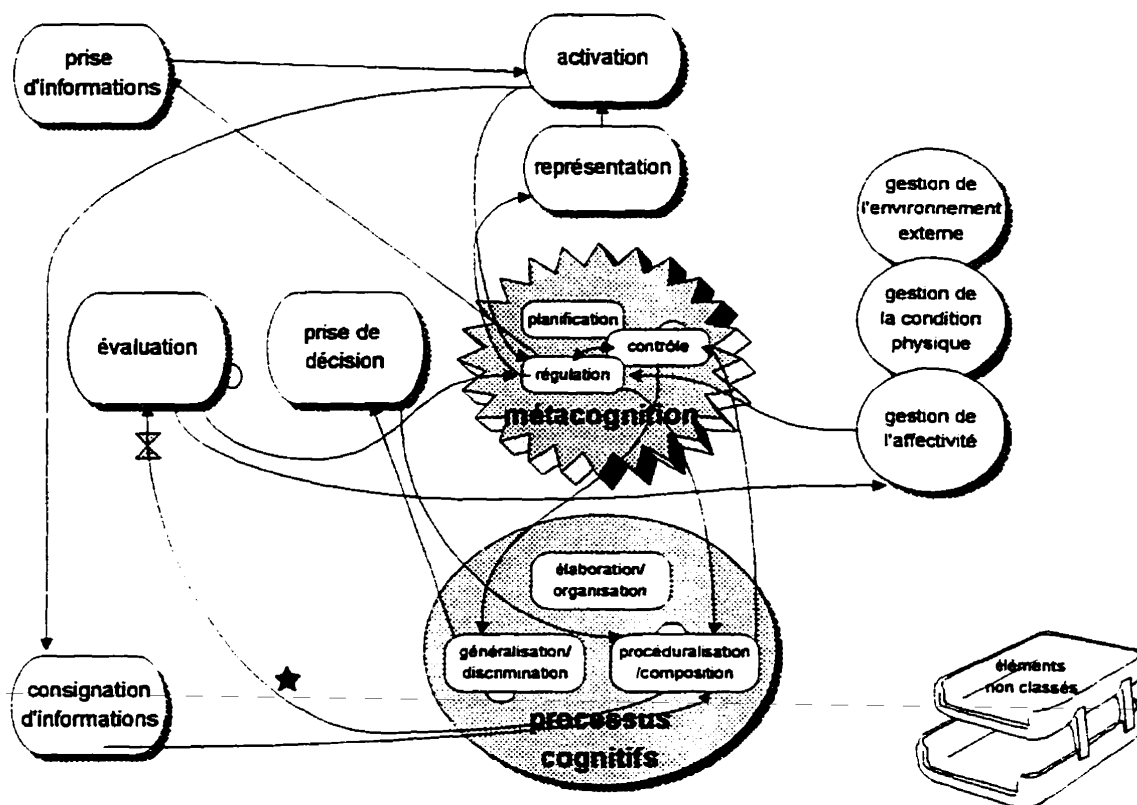 prise
d'informations
activation
représentation
gestion de
l'environnement
externe
gestion de
la condition
physique
gestion de
l'affectivité
évaluation
prise de
décision
planification
contrôle
régulation
métacognition
élaboration/
organisation
généralisation/
discrimination
procéduralisation
/composition
processus
cognitifs
consignation
d'informations
éléments
non classés